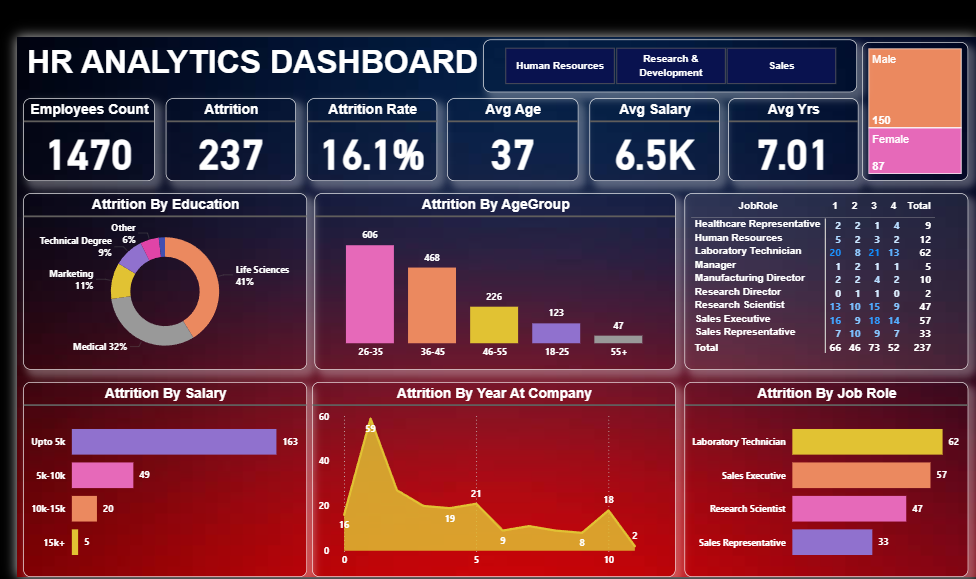 HR ANALYTICS DASHBOARD
Human Resources
Research &
Development
Sales
Male
150
Female
87
Employees Count
1470
Attrition
237
Attrition Rate
16.1%
Avg Age
37
Avg Salary
6.5K
Avg Yrs
7.01
Attrition By Education
Other
6%
Technical Degree
9%
Marketing
11%
Life Sciences
41%
Medical 32%
Attrition By AgeGroup
606
468
226
123
47
26-35 36-45 46-55 18-25 55+
JobRole 1 2 3 4 Total
Healthcare Representative 2 2 1 4 9
Human Resources 5 2 3 2 12
Laboratory Technician 20 8 21 13 62
Manager 1 2 1 1 5
Manufacturing Director 2 2 4 2 10
Research Director 0 1 1 0 2
Research Scientist 13 10 15 9 47
Sales Executive 16 9 18 14 57
Sales Representative 7 10 9 7 33
Total 66 46 73 52 237
Attrition By Salary
Upto 5k 163
5k-10k 49
10k-15k 20
15k+ 5
Attrition By Year At Company
60
59
40
21
18
20
16
19
9
8
2
0
0 5 10
Attrition By Job Role
Laboratory Technician 62
Sales Executive 57
Research Scientist 47
Sales Representative 33